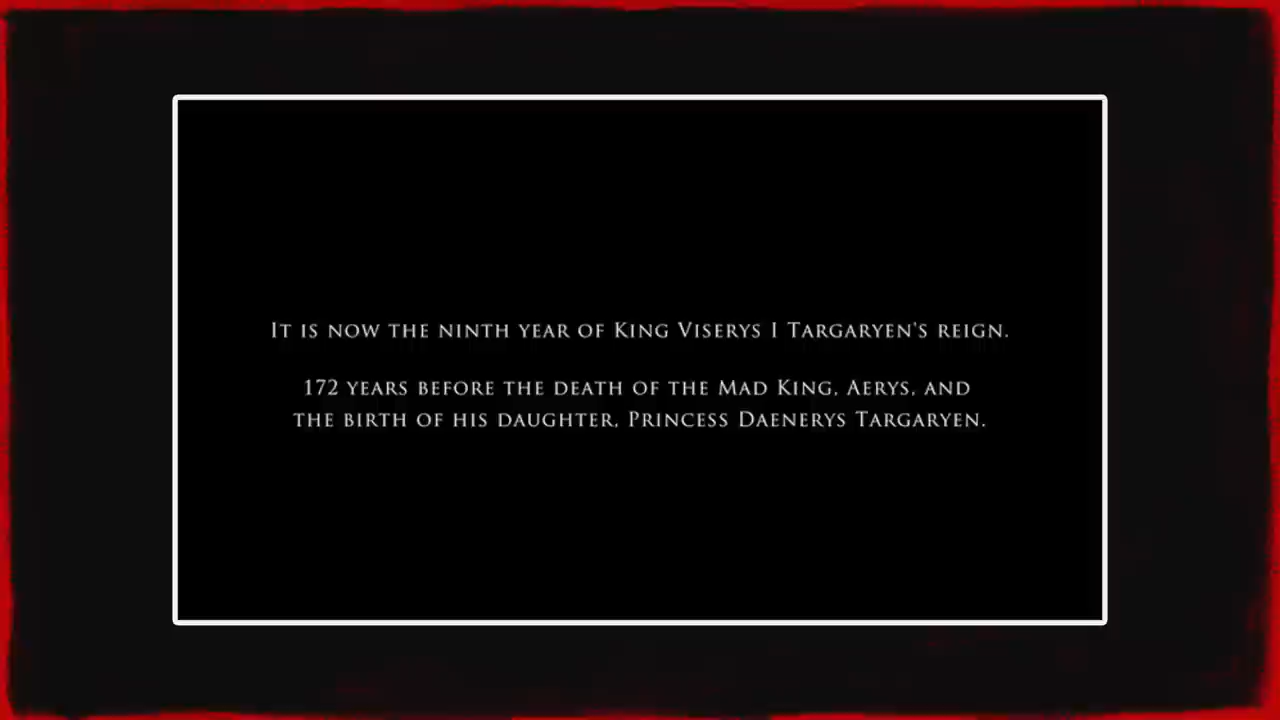 It is now the ninth year of King Viserys I Targaryen's reign.
172 years before the death of the Mad King, Aerys, and
the birth of his daughter, Princess Daenerys Targaryen.